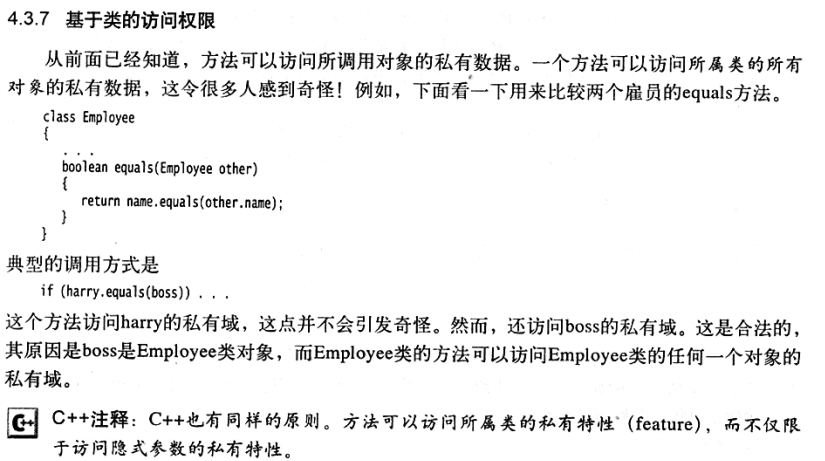 4.3.7 基于类的访问权限
从前面已经知道，方法可以访问所调用对象的私有数据。一个方法可以访问所属类的所有
对象的私有数据，这令很多人感到奇怪！例如，下面看一下用来比较两个雇员的equals方法。
class Employee
{
. . .
boolean equals(Employee other)
{
return name.equals(other.name);
}
}
典型的调用方式是
if (harry.equals(boss)) . . .
这个方法访问harry的私有域，这点并不会引发奇怪。然而，还访问boss的私有域。这是合法的，
其原因是boss是Employee类对象，而Employee类的方法可以访问Employee类的任何一个对象的
私有域。
C++ C++注释：C++也有同样的原则。方法可以访问所属类的私有特性（feature），而不仅限
于访问隐式参数的私有特性。